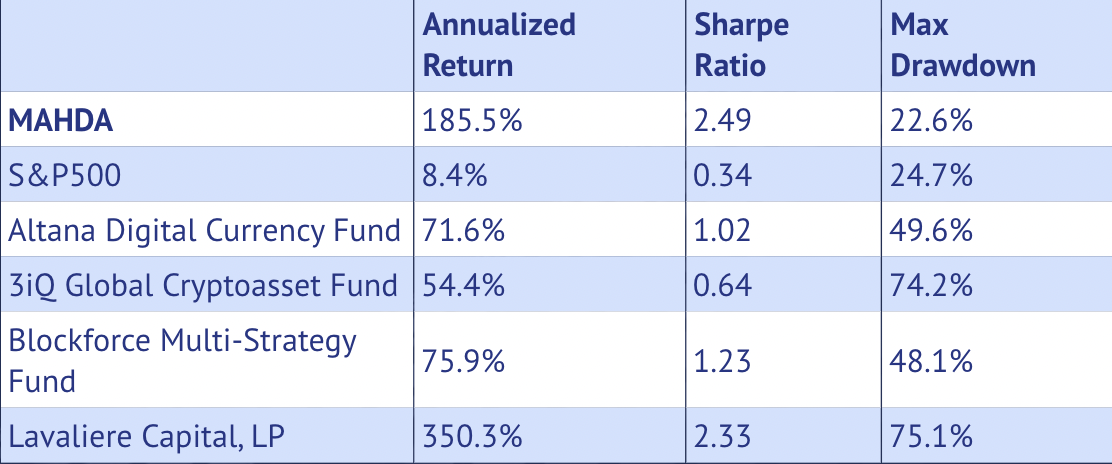 Annualized Return Sharpe Ratio Max Drawdown
MAHDA 185.5% 2.49 22.6%
S&P500 8.4% 0.34 24.7%
Altana Digital Currency Fund 71.6% 1.02 49.6%
3iQ Global Cryptoasset Fund 54.4% 0.64 74.2%
Blockforce Multi-Strategy Fund 75.9% 1.23 48.1%
Lavaliere Capital, LP 350.3% 2.33 75.1%